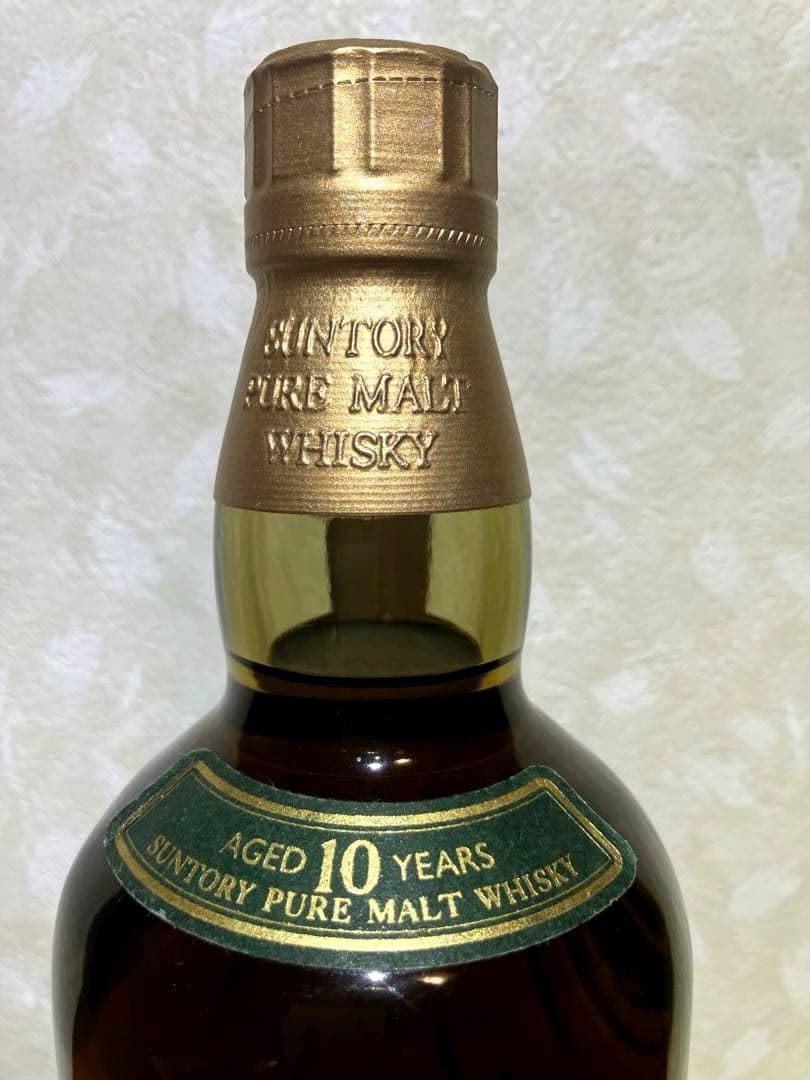 SUNTORY
PURE MALT
WHISKY
AGED 10 YEARS
SUNTORY PURE MALT WHISKY